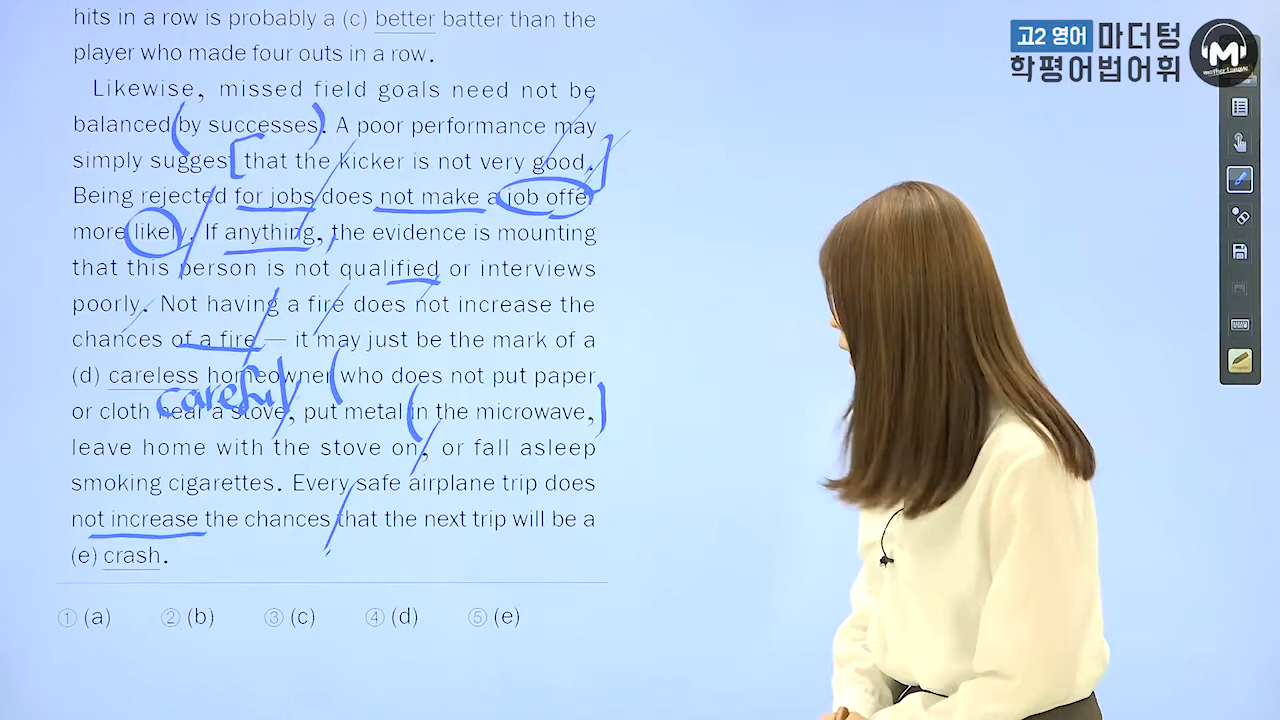 hits in a row is probably a (c) better batter than the
player who made four outs.
Likewise, missed field goals need not be
balanced by successes. A poor performance may
simply suggest that the kicker is not very good.
Being rejected for jobs does not make a job offer
more likely. If anything, the evidence is mounting
that this person is not qualified or interviews
poorly. Not having a fire does not increase the
chances of a fire — it may just be the mark of a
(d) careless homeowner who does not put paper
careful
or cloth near a stove, put metal in the microwave,
leave home with the stove on, or fall asleep
smoking cigarettes. Every safe airplane trip does
not increase the chances that the next trip will be a
(e) crash.
① (a) ② (b) ③ (c) ④ (d) ⑤ (e)
고2 영어 마더텅
학평어법어휘
M
mother tongue